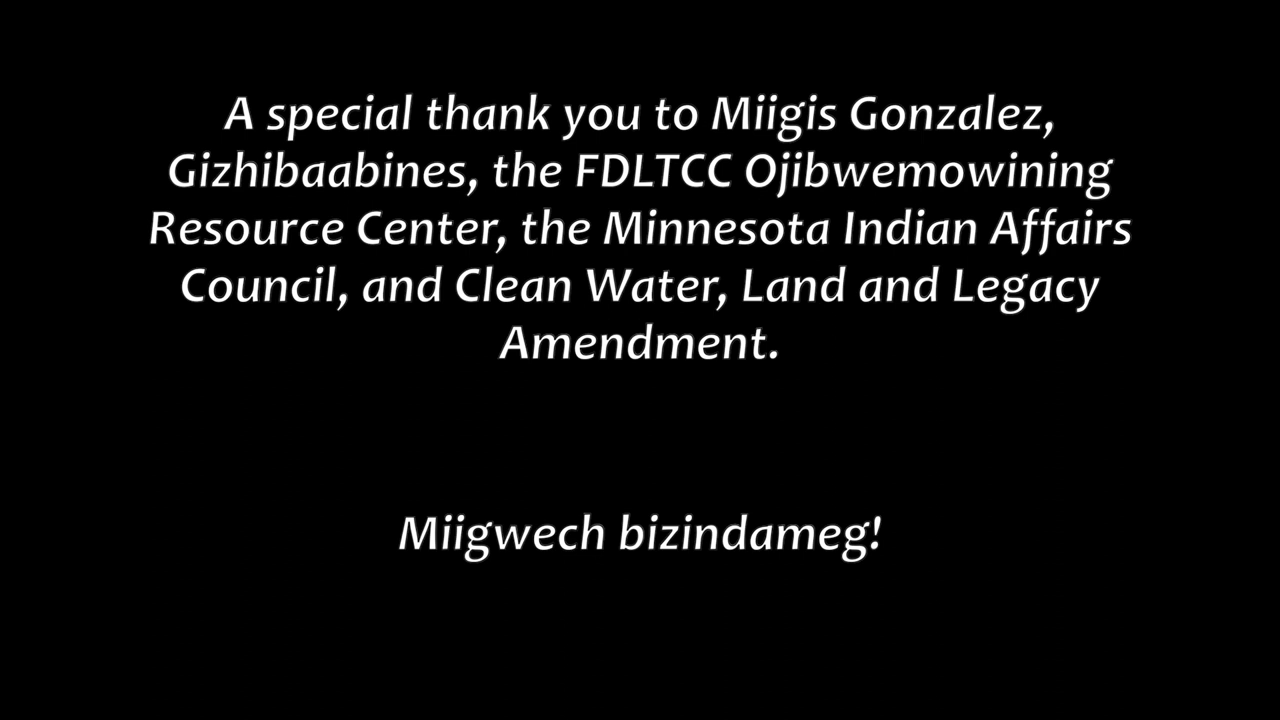 A special thank you to Miigis Gonzalez,
Gizhibaabines, the FDLTCC Ojibwemowining
Resource Center, the Minnesota Indian Affairs
Council, and Clean Water, Land and Legacy
Amendment.
Miigwech bizindameg!